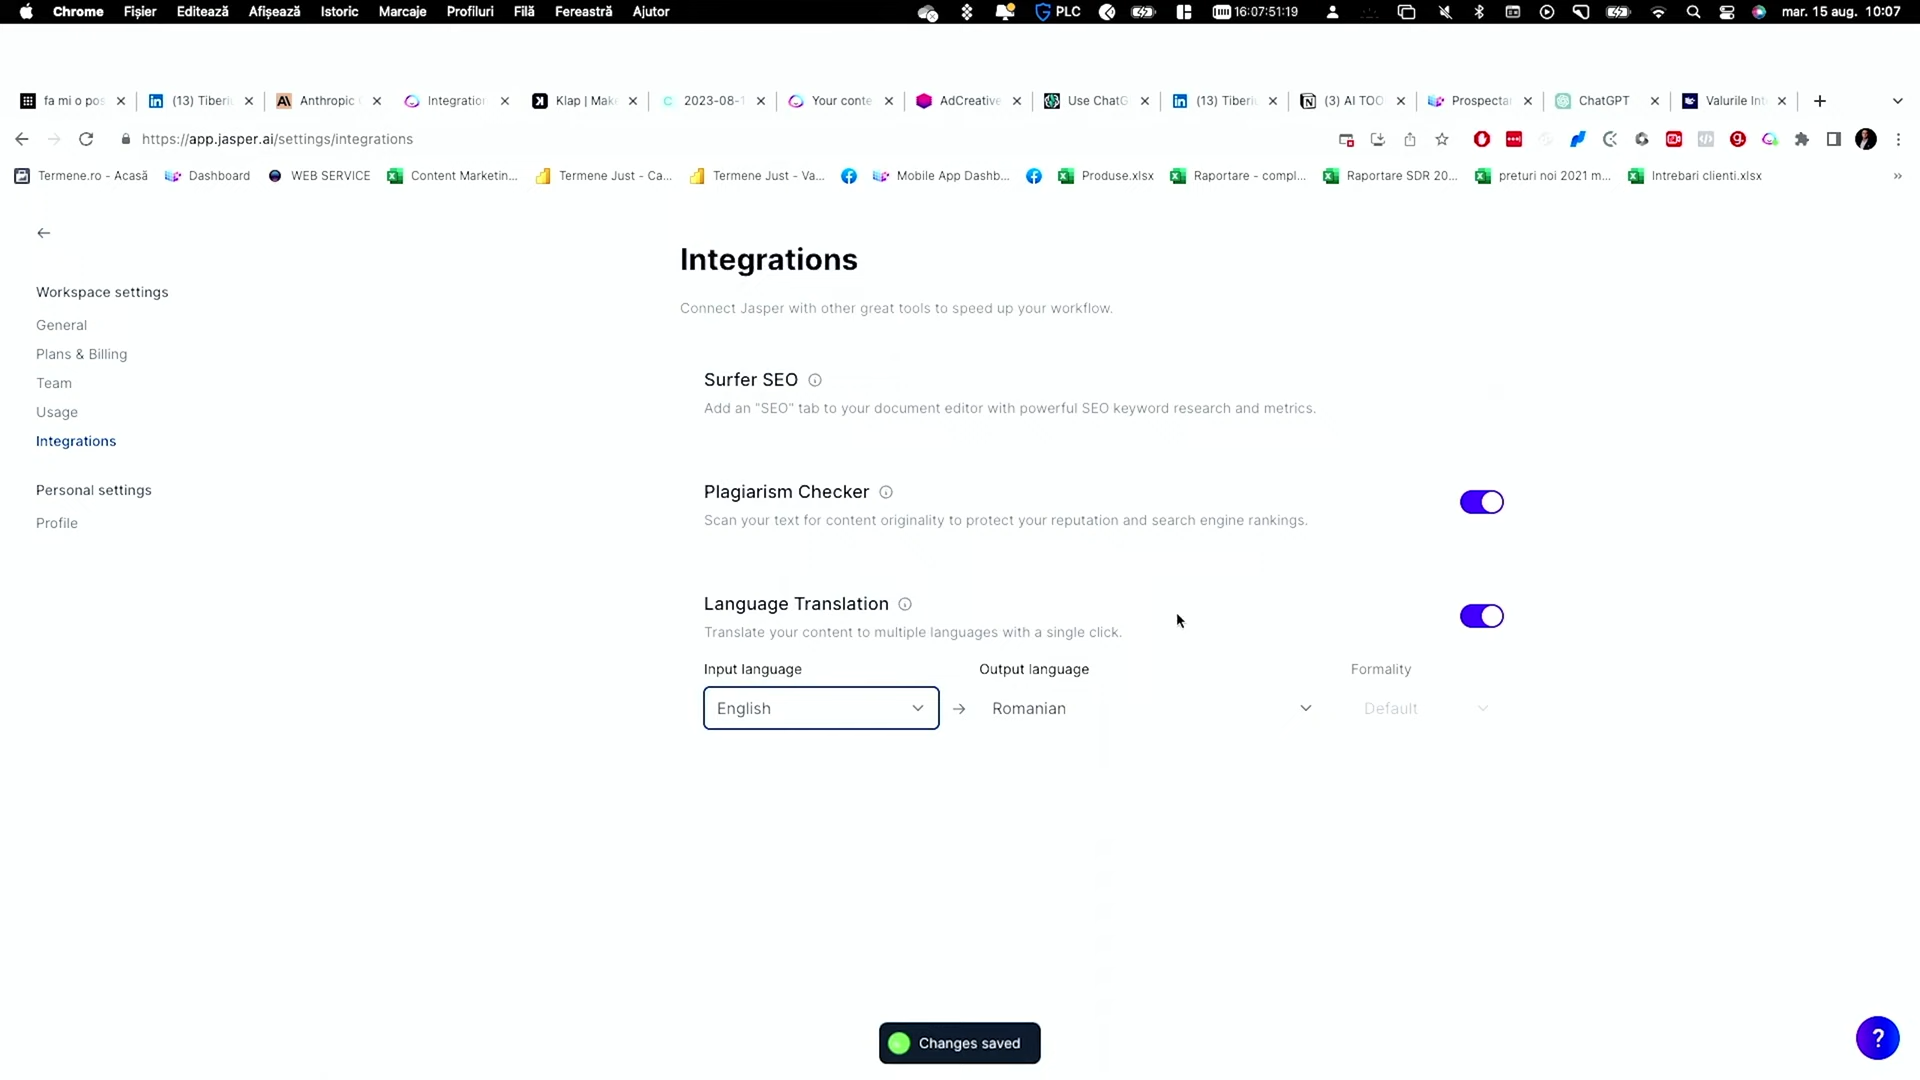 Chrome Fișier Editează Afișează Istoric Marcaje Profiluri Filă Fereastră Ajutor PLC 16:07:51:19 mar. 15 aug. 10:07
fa mi o pos (13) Tiberi Anthropic Integration Klap | Make 2023-08-1 Your conte AdCreative Use ChatG (13) Tiberi (3) AI TOO Prospecta ChatGPT Valurile Int
https://app.jasper.ai/settings/integrations
Termene.ro - Acasă Dashboard WEB SERVICE Content Marketin... Termene Just - Ca... Termene Just - Va... Mobile App Dashb... Produse.xlsx Raportare - compl... Raportare SDR 20... preturi noi 2021 m... Intrebari clienti.xlsx »
Workspace settings
General
Plans & Billing
Team
Usage
Integrations
Personal settings
Profile
Integrations
Connect Jasper with other great tools to speed up your workflow.
Surfer SEO
Add an "SEO" tab to your document editor with powerful SEO keyword research and metrics.
Plagiarism Checker
Scan your text for content originality to protect your reputation and search engine rankings.
Language Translation
Translate your content to multiple languages with a single click.
Input language Output language Formality
English → Romanian Default
Changes saved
?